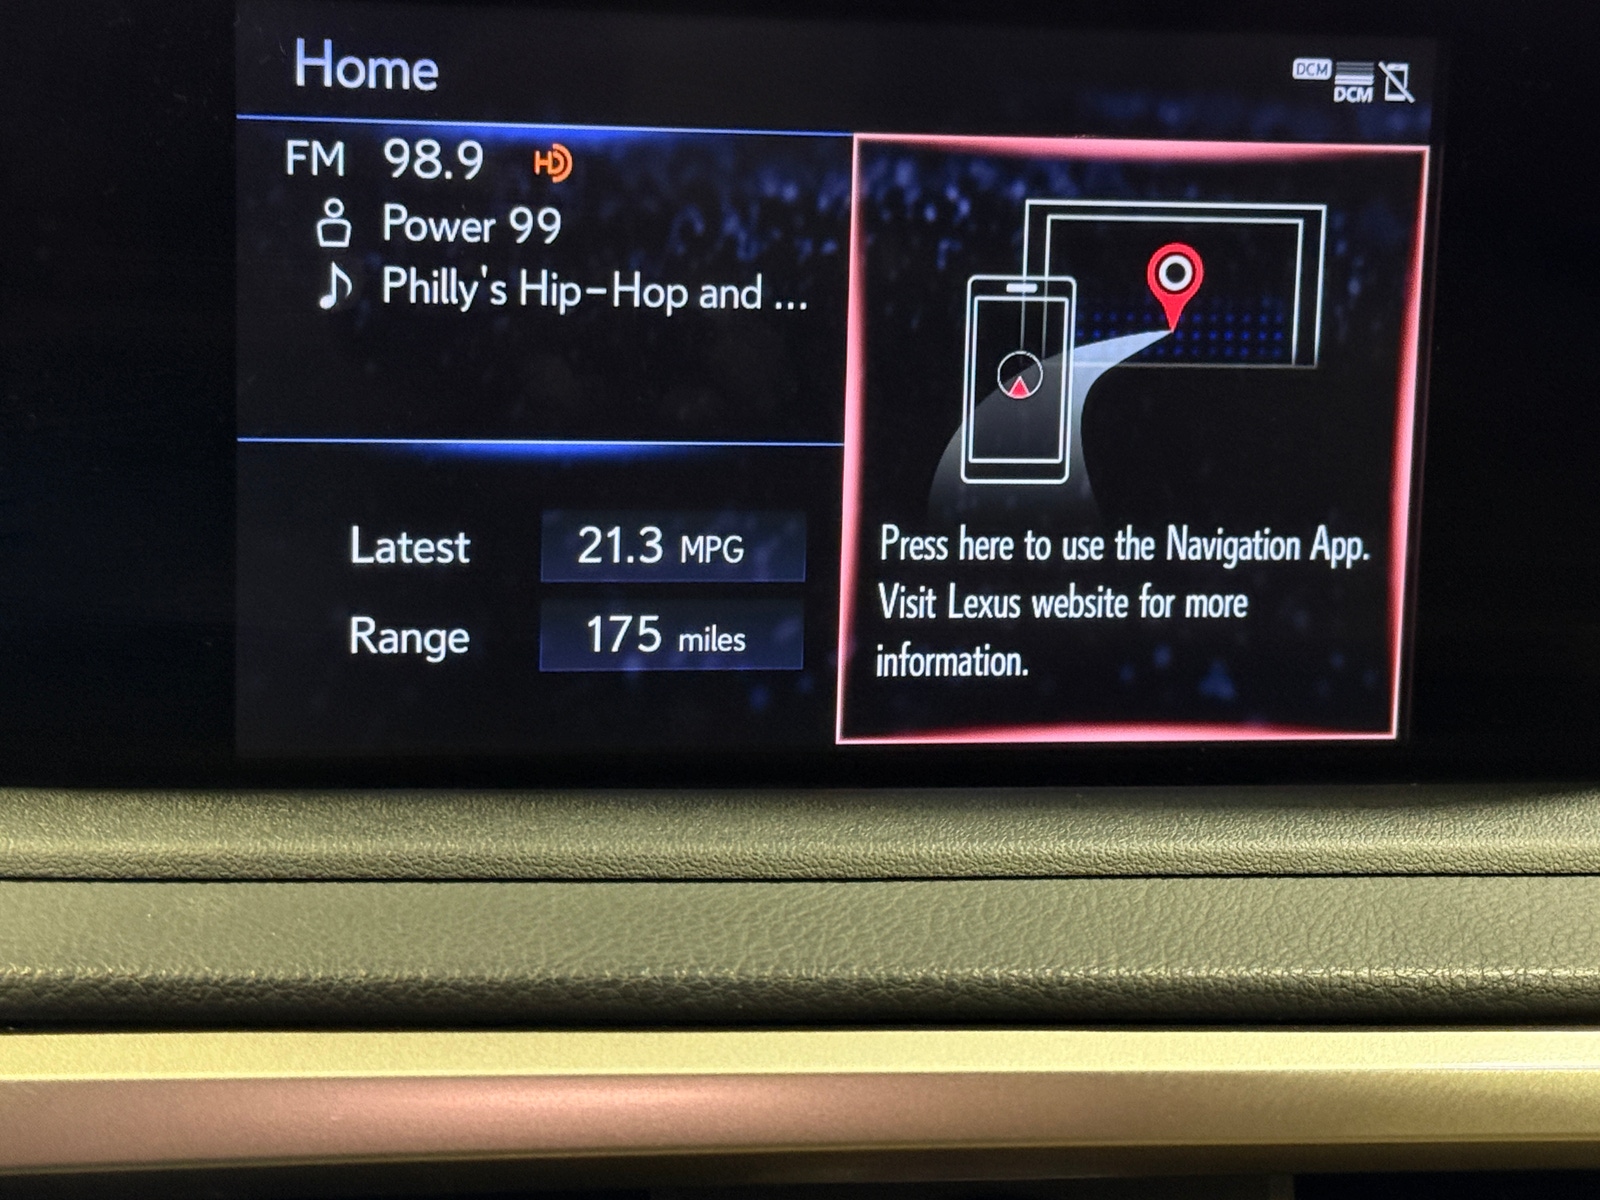 Home
DCM
DCM
FM 98.9 HD
Power 99
Philly's Hip-Hop and ...
Latest 21.3 MPG
Range 175 miles
Press here to use the Navigation App.
Visit Lexus website for more
information.